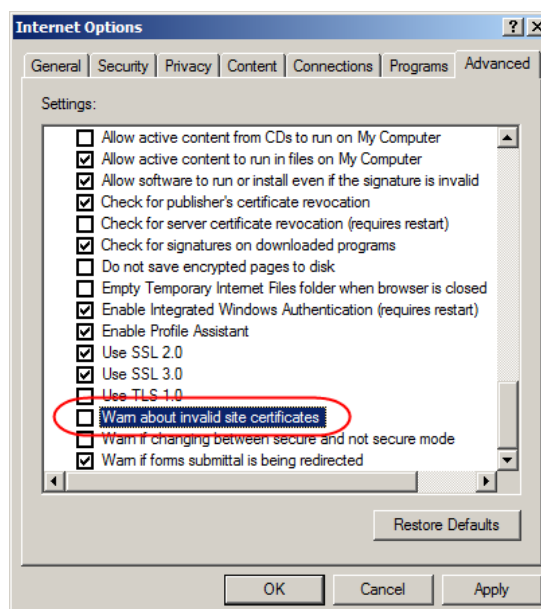 Internet Options
General Security Privacy Content Connections Programs Advanced
Settings:
Allow active content from CDs to run on My Computer
Allow active content to run in files on My Computer
Allow software to run or install even if the signature is invalid
Check for publisher's certificate revocation
Check for server certificate revocation (requires restart)
Check for signatures on downloaded programs
Do not save encrypted pages to disk
Empty Temporary Internet Files folder when browser is closed
Enable Integrated Windows Authentication (requires restart)
Enable Profile Assistant
Use SSL 2.0
Use SSL 3.0
Use TLS 1.0
Warn about invalid site certificates
Warn if changing between secure and not secure mode
Warn if forms submittal is being redirected
Restore Defaults
OK Cancel Apply